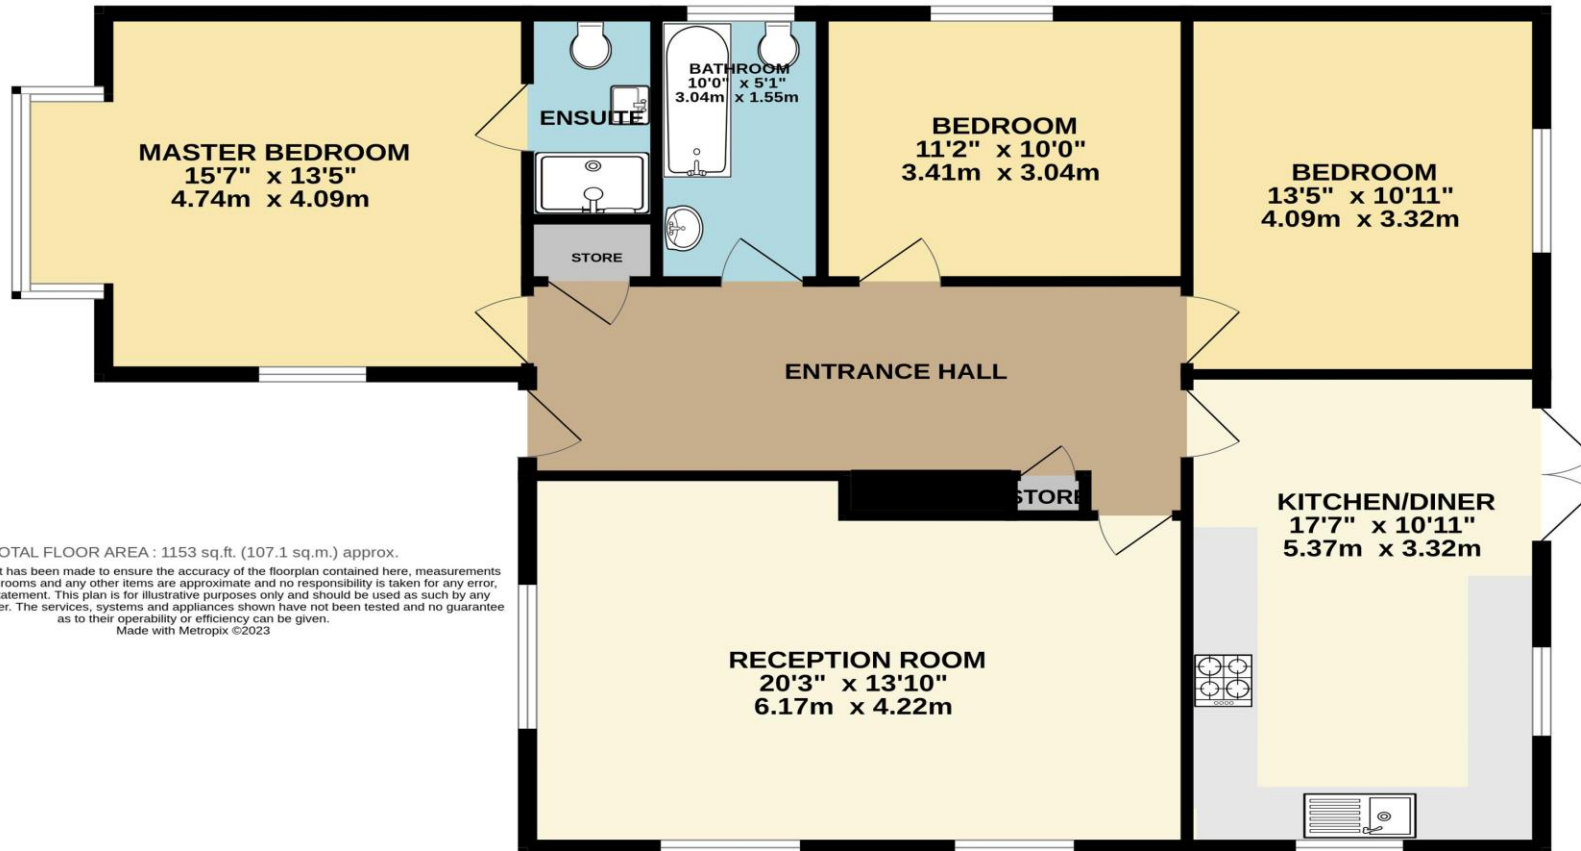 MASTER BEDROOM
15'7" x 13'5"
4.74m x 4.09m
ENSUITE
STORE
BATHROOM
10'0" x 5'1"
3.04m x 1.55m
BEDROOM
11'2" x 10'0"
3.41m x 3.04m
BEDROOM
13'5" x 10'11"
4.09m x 3.32m
ENTRANCE HALL
STORE
KITCHEN/DINER
17'7" x 10'11"
5.37m x 3.32m
RECEPTION ROOM
20'3" x 13'10"
6.17m x 4.22m
OTAL FLOOR AREA : 1153 sq.ft. (107.1 sq.m.) approx.
t has been made to ensure the accuracy of the floorplan contained here, measurements
rooms and any other items are approximate and no responsibility is taken for any error,
atement. This plan is for illustrative purposes only and should be used as such by any
er. The services, systems and appliances shown have not been tested and no guarantee
as to their operability or efficiency can be given.
Made with Metropix ©2023